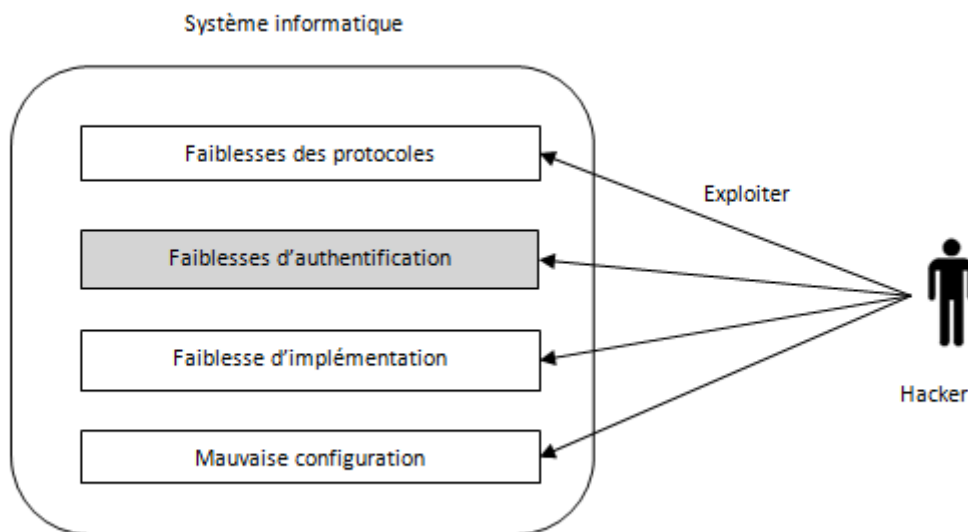 Système informatique
Faiblesses des protocoles
Exploiter
Faiblesses d'authentification
Faiblesse d'implémentation
Hacker
Mauvaise configuration